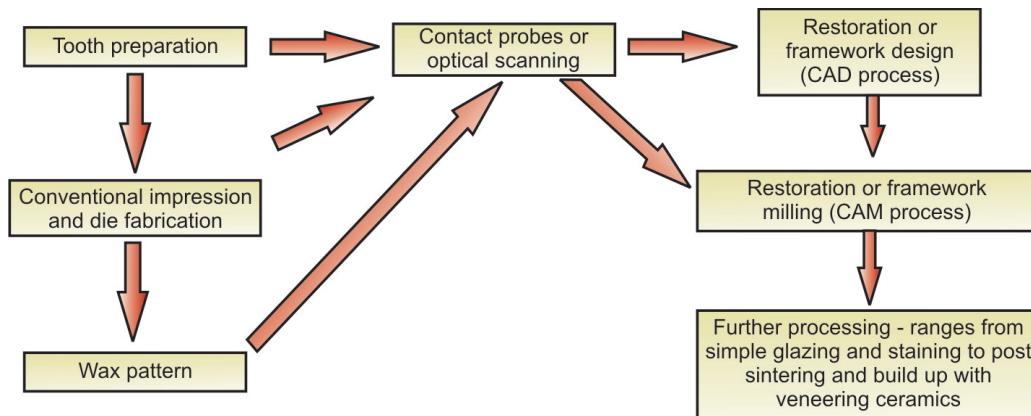 Tooth preparation
Contact probes or
optical scanning
Restoration or
framework design
(CAD process)
Conventional impression
and die fabrication
Restoration or framework
milling (CAM process)
Wax pattern
Further processing - ranges from
simple glazing and staining to post
sintering and build up with
veneering ceramics